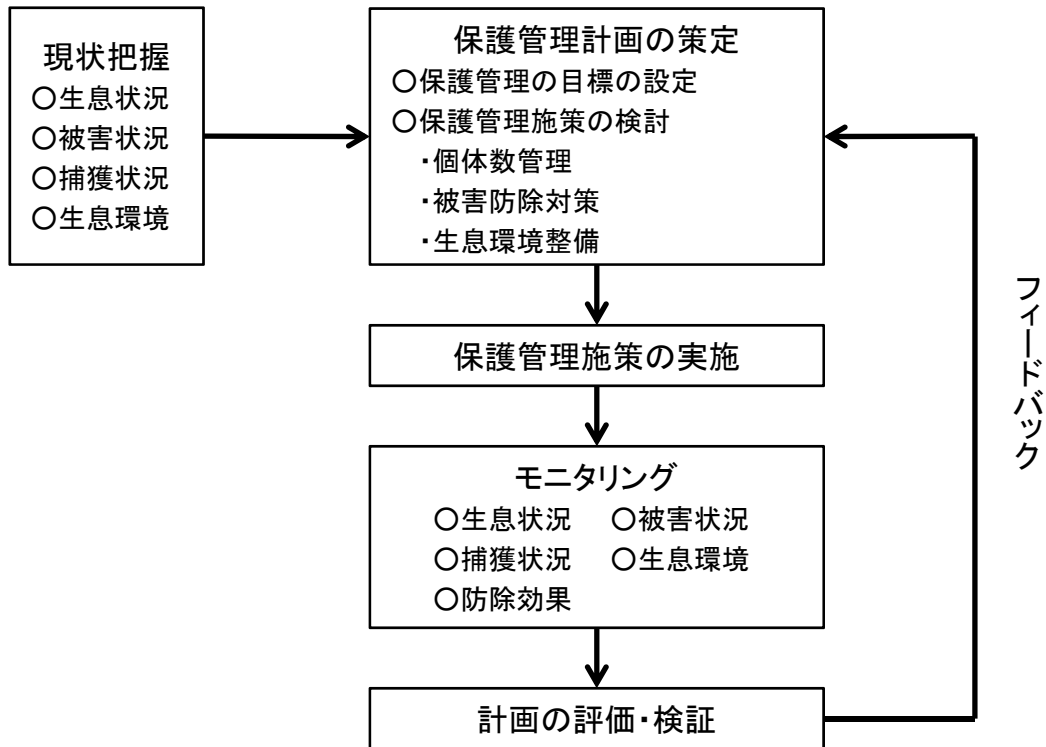 現状把握
○生息状況
○被害状況
○捕獲状況
○生息環境
保護管理計画の策定
○保護管理の目標の設定
○保護管理施策の検討
・個体数管理
・被害防除対策
・生息環境整備
保護管理施策の実施
モニタリング
○生息状況 ○被害状況
○捕獲状況 ○生息環境
○防除効果
計画の評価・検証
フィードバック